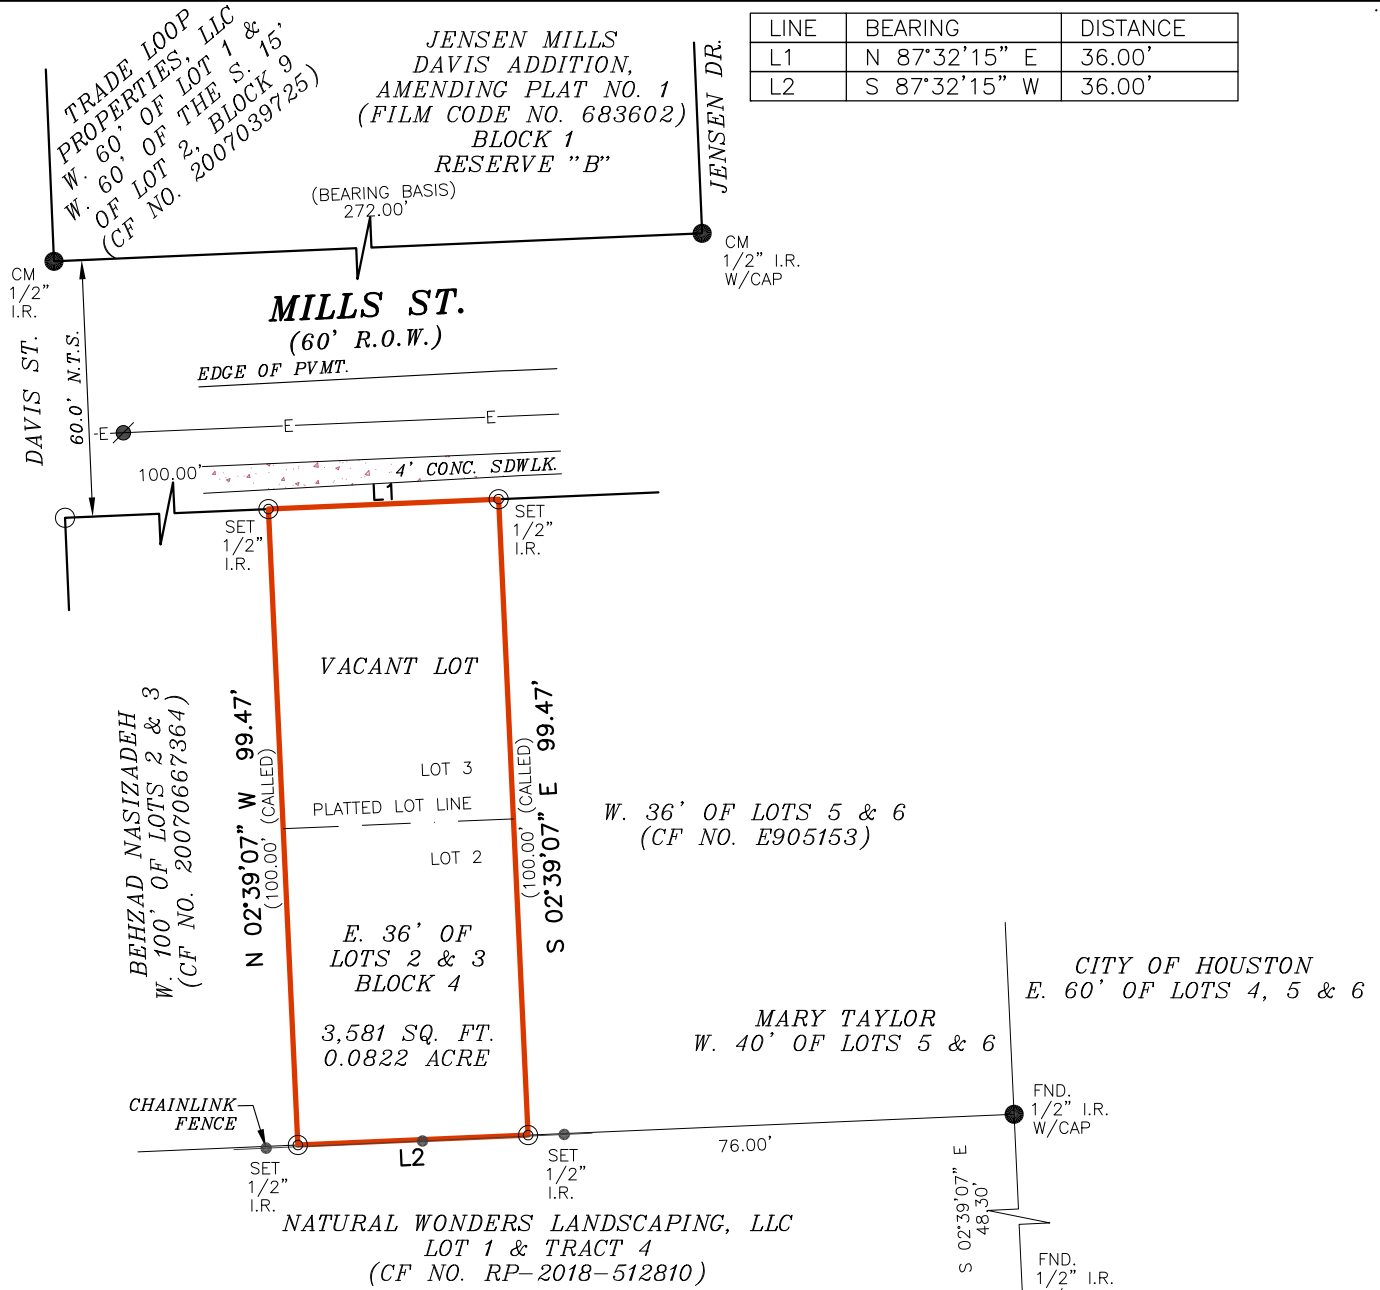 TRADE LOOP
PROPERTIES, LLC
W. 60' OF LOT 1 &
W. 60' OF THE S. 15'
OF LOT 2, BLOCK 9
(CF NO. 2007039725)
JENSEN MILLS
DAVIS ADDITION,
AMENDING PLAT NO. 1
(FILM CODE NO. 683602)
BLOCK 1
RESERVE "B"
JENSEN DR.
LINE BEARING DISTANCE
L1 N 87°32'15" E 36.00'
L2 S 87°32'15" W 36.00'
(BEARING BASIS)
272.00'
CM
1/2"
I.R.
CM
1/2" I.R.
W/CAP
MILLS ST.
(60' R.O.W.)
DAVIS ST.
60.0' N.T.S.
EDGE OF PVMT.
E
E
E
100.00'
4' CONC. SDWLK.
L1
SET
1/2"
I.R.
SET
1/2"
I.R.
VACANT LOT
BEHZAD NASIZADEH
W. 100' OF LOTS 2 & 3
(CF NO. 20070667364)
N 02°39'07" W 99.47'
(100.00' (CALLED)
LOT 3
PLATTED LOT LINE
LOT 2
(100.00' (CALLED)
S 02°39'07" E 99.47'
W. 36' OF LOTS 5 & 6
(CF NO. E905153)
E. 36' OF
LOTS 2 & 3
BLOCK 4
3,581 SQ. FT.
0.0822 ACRE
MARY TAYLOR
W. 40' OF LOTS 5 & 6
CITY OF HOUSTON
E. 60' OF LOTS 4, 5 & 6
CHAINLINK
FENCE
SET
1/2"
I.R.
L2
SET
1/2"
I.R.
76.00'
FND.
1/2" I.R.
W/CAP
S 02°39'07" E
48.30'
NATURAL WONDERS LANDSCAPING, LLC
LOT 1 & TRACT 4
(CF NO. RP-2018-512810)
FND.
1/2" I.R.